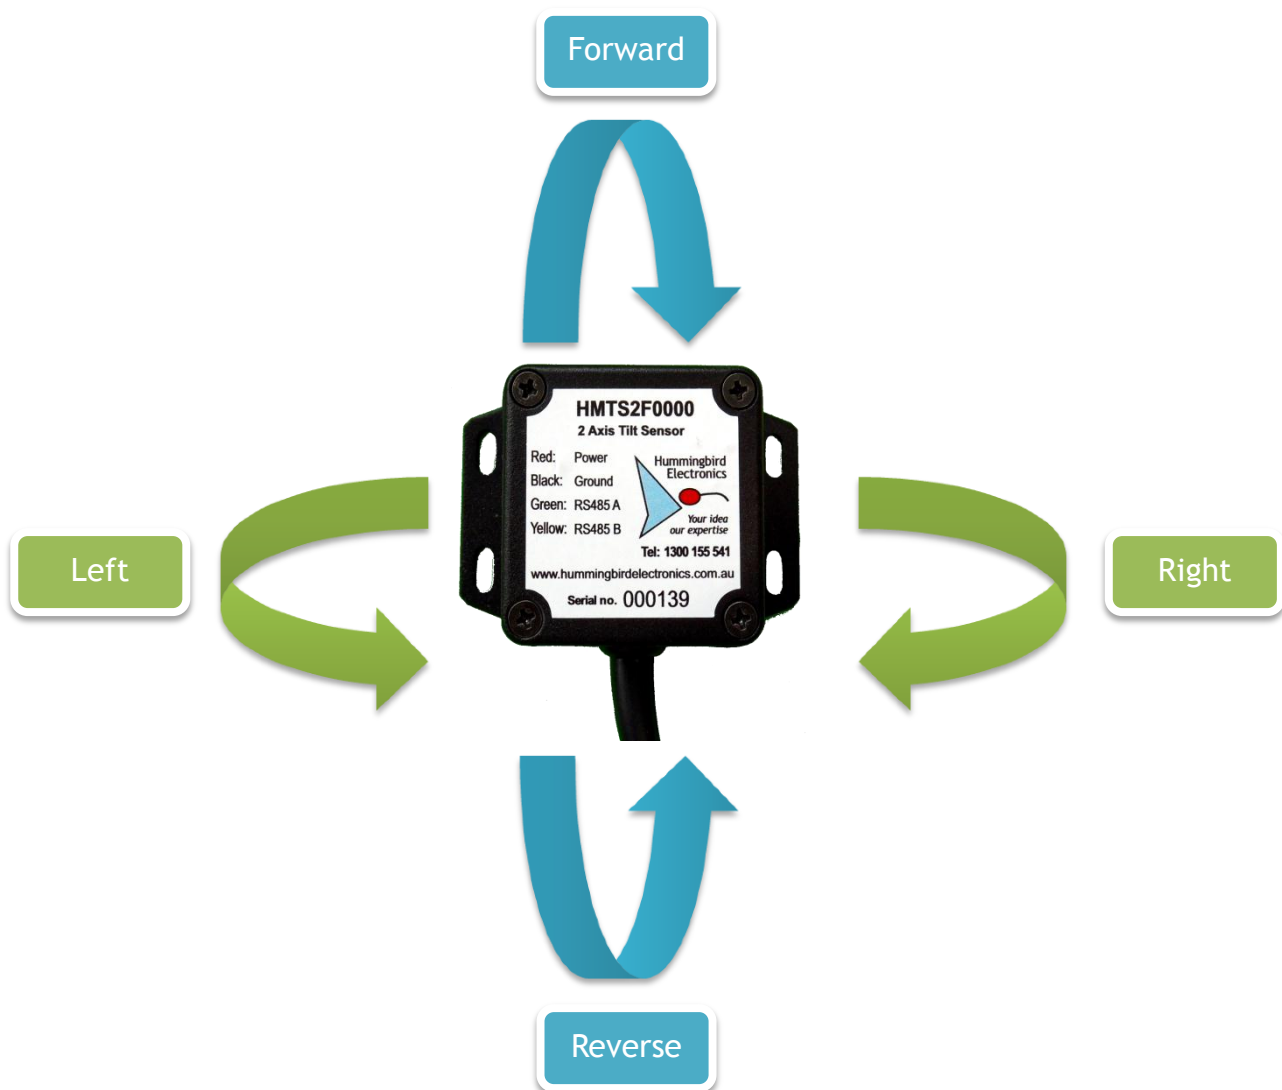 Forward
HMTS2F0000
2 Axis Tilt Sensor
Red: Power
Black: Ground
Green: RS485 A
Yellow: RS485 B
Hummingbird
Electronics
Your idea
our expertise
Tel: 1300 155 541
www.hummingbirdelectronics.com.au
Serial no. 000139
Left
Right
Reverse